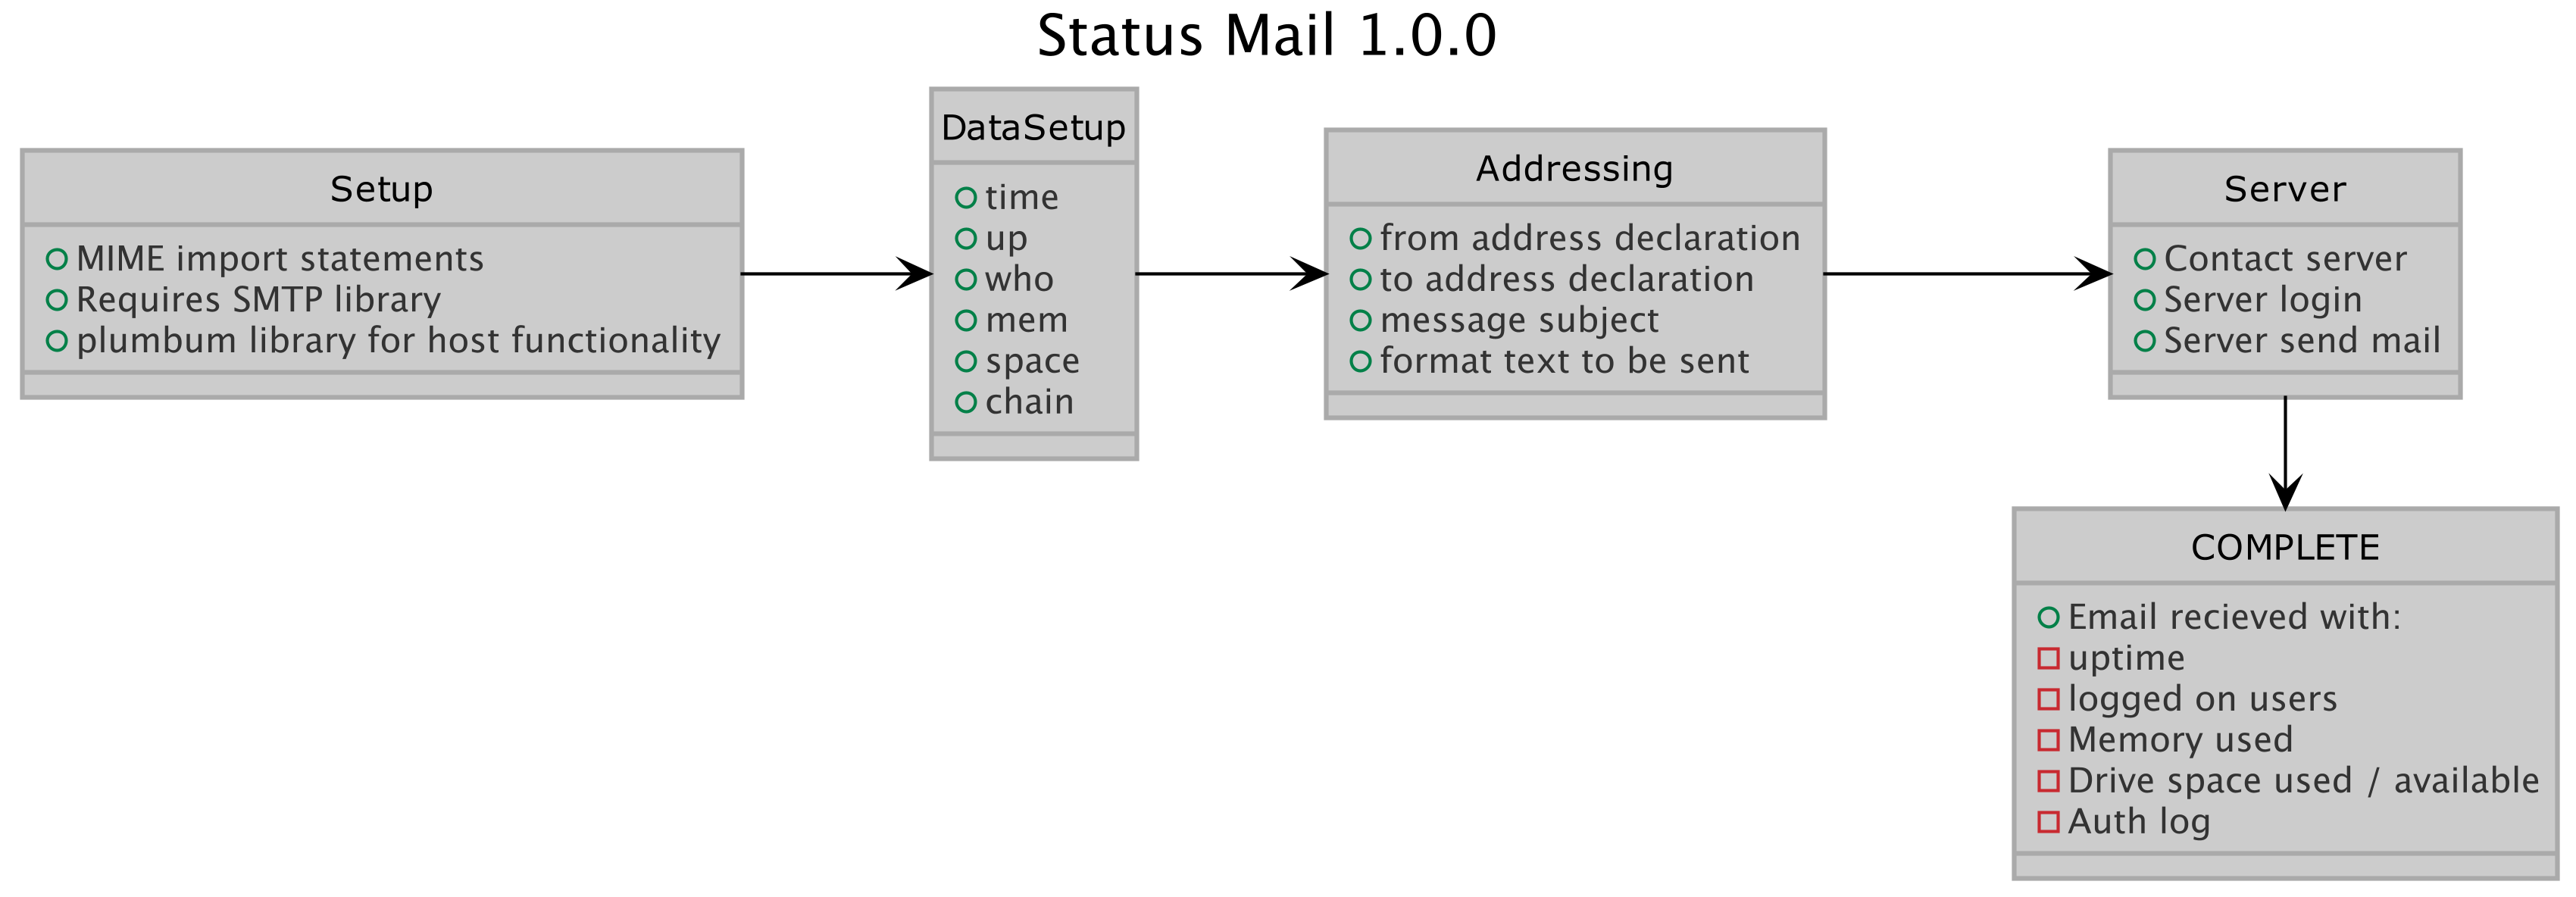 Status Mail 1.0.0
Setup
MIME import statements
Requires SMTP library
plumbum library for host functionality
DataSetup
time
up
who
mem
space
chain
Addressing
from address declaration
to address declaration
message subject
format text to be sent
Server
Contact server
Server login
Server send mail
COMPLETE
Email recieved with:
uptime
logged on users
Memory used
Drive space used / available
Auth log